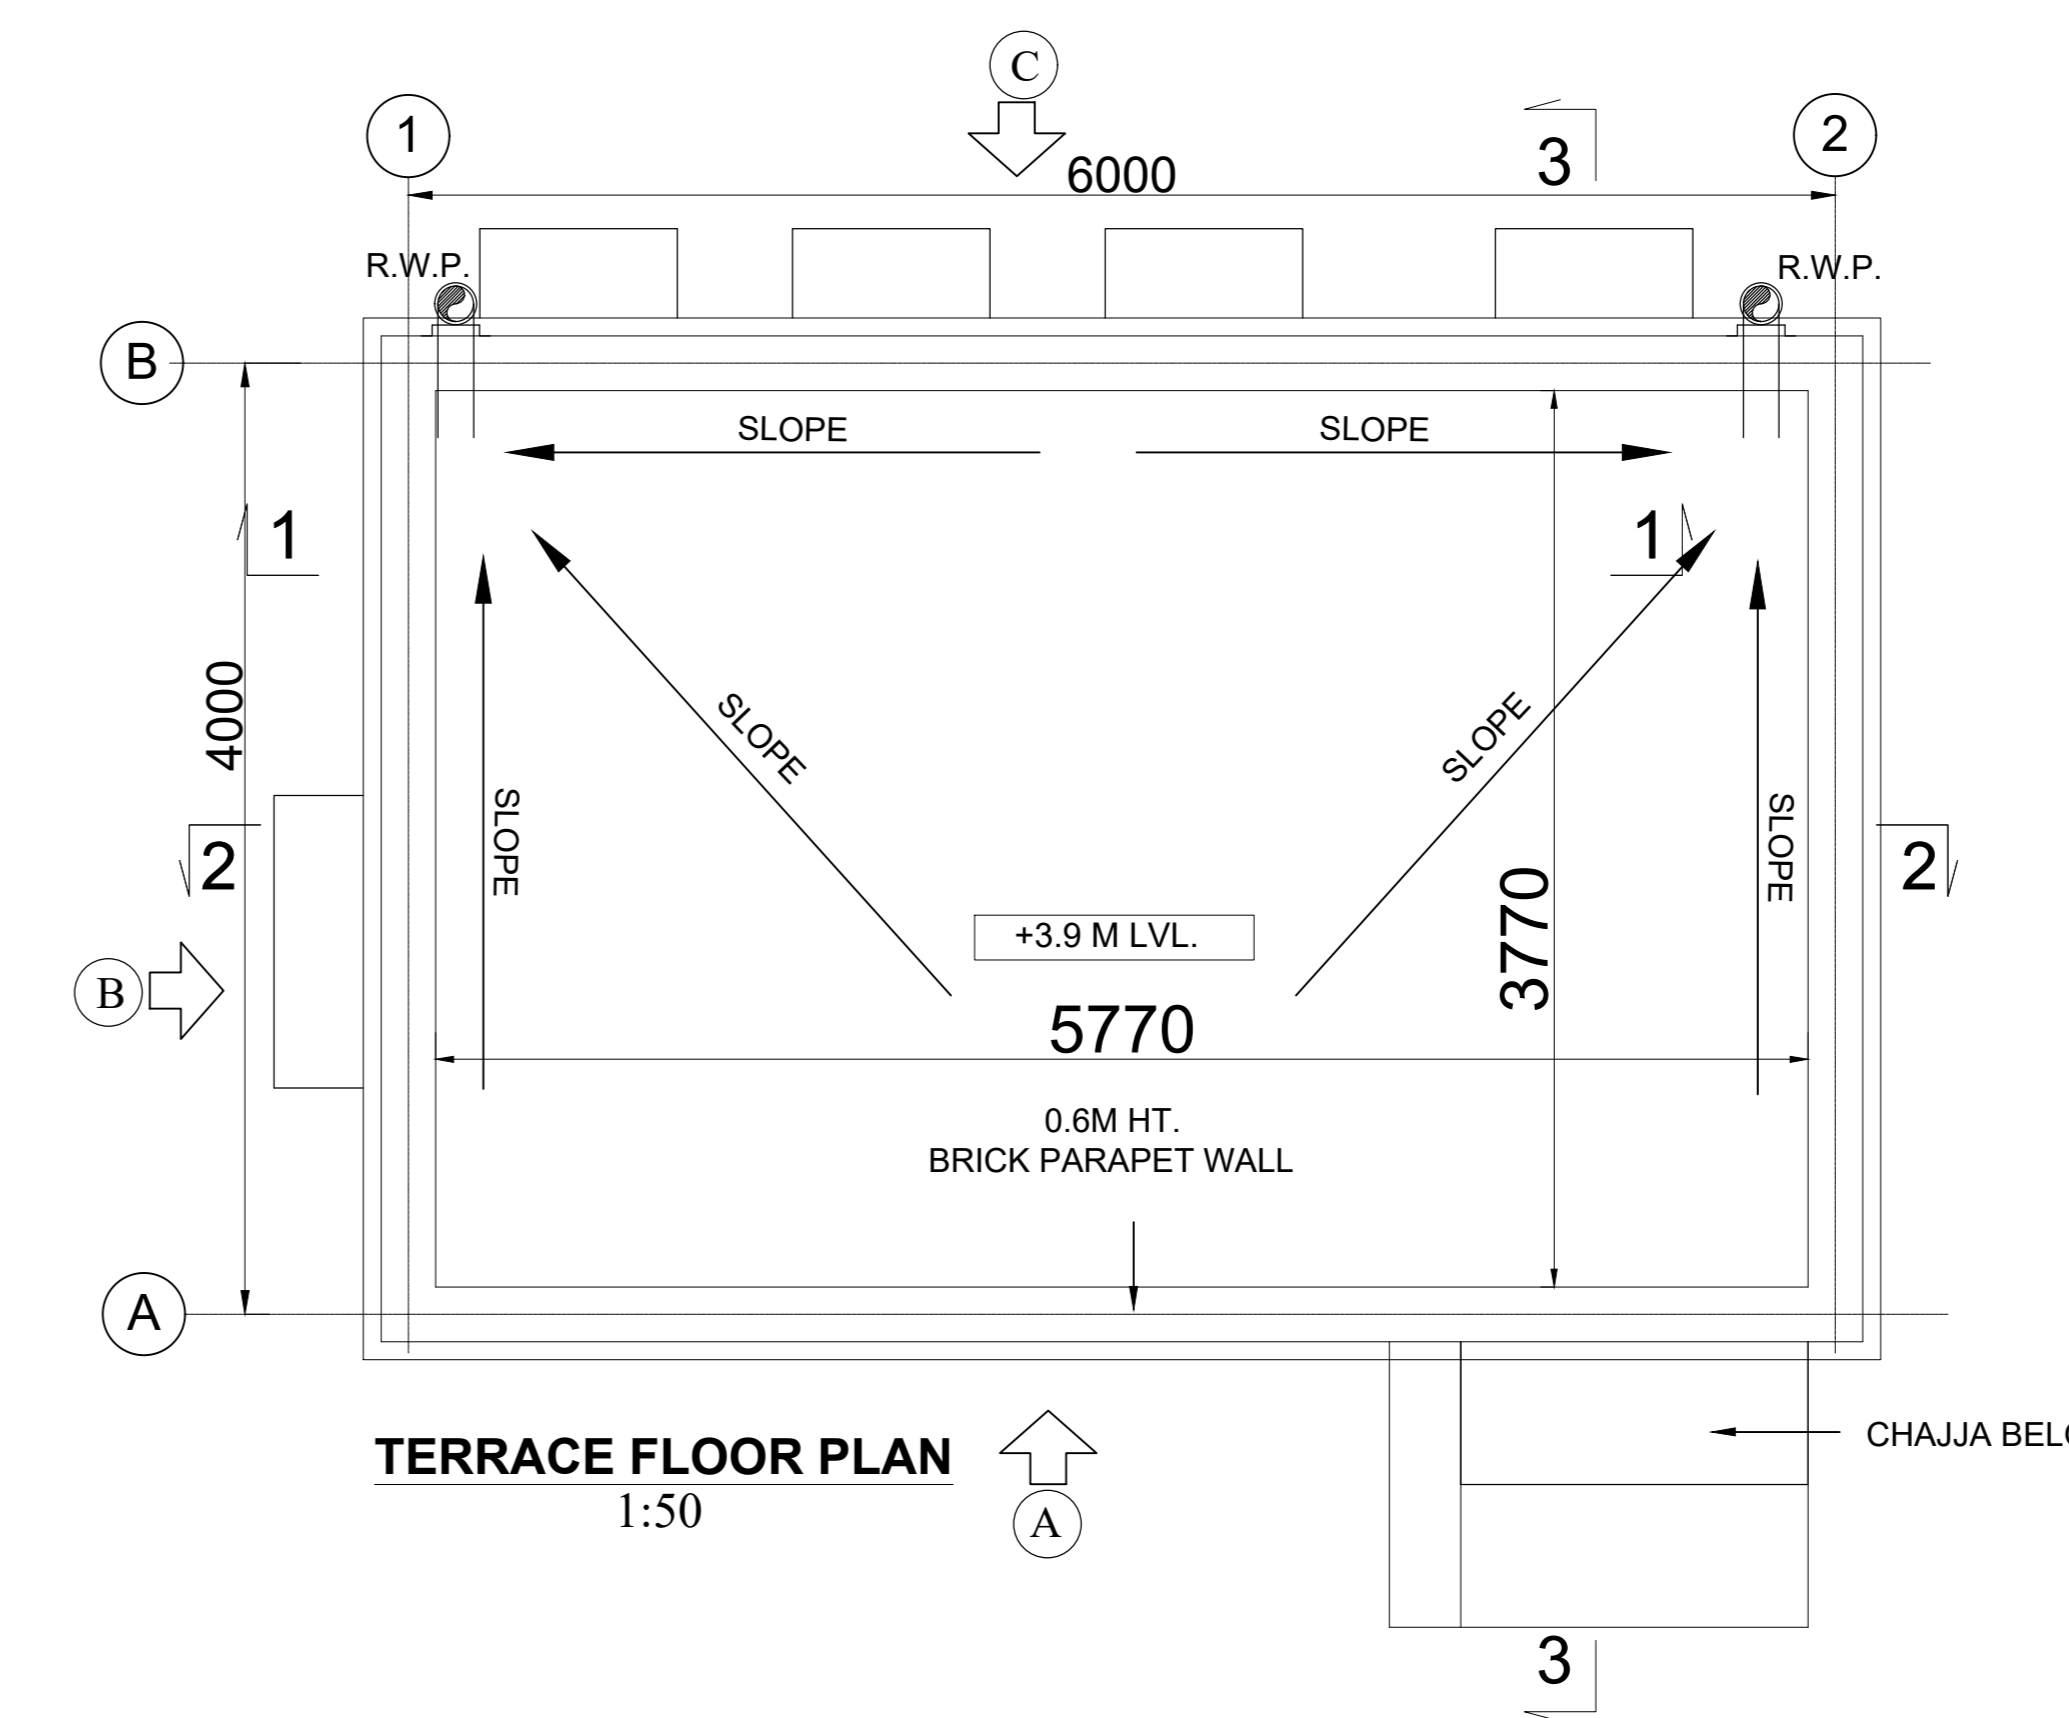 C
1
2
3
6000
R.W.P.
R.W.P.
B
SLOPE
SLOPE
1
1
4000
SLOPE
SLOPE
SLOPE
SLOPE
2
2
3770
+3.9 M LVL.
B
5770
0.6M HT.
BRICK PARAPET WALL
A
CHAJJA
TERRACE FLOOR PLAN
1:50
A
3